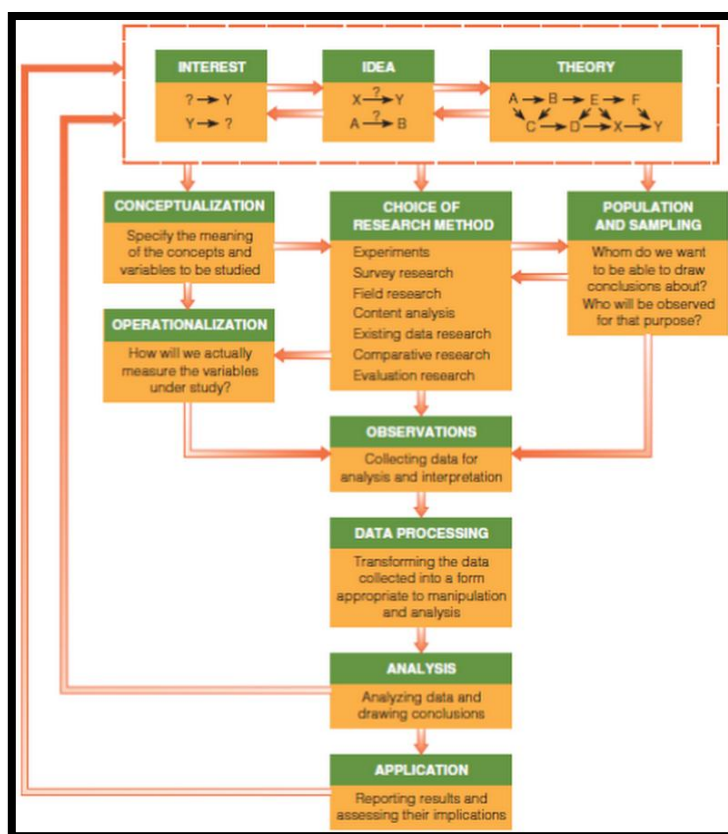 INTEREST
? → Y
Y → ?
IDEA
?
X → Y
?
A → B
THEORY
A → B → E → F
C → D → X → Y
CONCEPTUALIZATION
Specify the meaning
of the concepts and
variables to be studied
CHOICE OF
RESEARCH METHOD
Experiments
Survey research
Field research
Content analysis
Existing data research
Comparative research
Evaluation research
POPULATION
AND SAMPLING
Whom do we want
to be able to draw
conclusions about?
Who will be observed
for that purpose?
OPERATIONALIZATION
How will we actually
measure the variables
under study?
OBSERVATIONS
Collecting data for
analysis and interpretation
DATA PROCESSING
Transforming the data
collected into a form
appropriate to manipulation
and analysis
ANALYSIS
Analyzing data and
drawing conclusions
APPLICATION
Reporting results and
assessing their implications